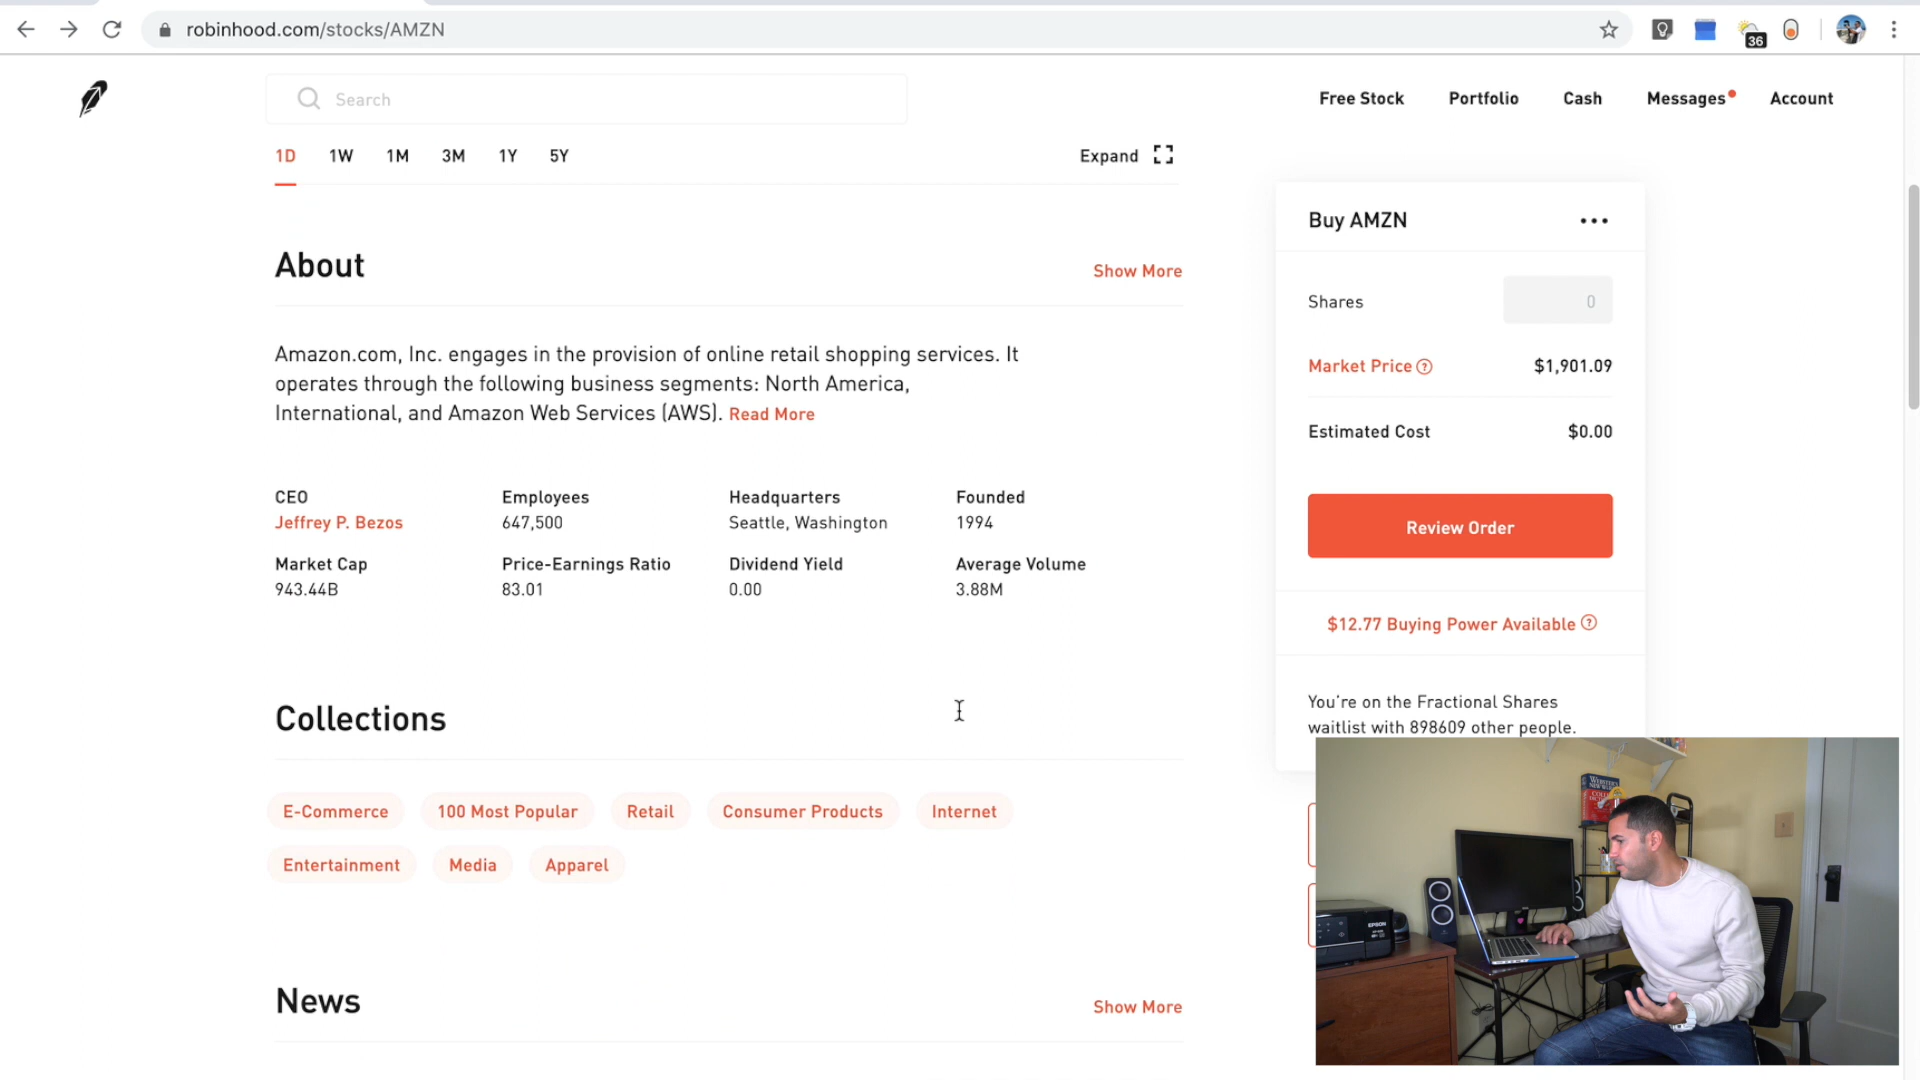 robinhood.com/stocks/AMZN
36
Search
Free Stock
Portfolio
Cash
Messages
Account
1D
1W
1M
3M
1Y
5Y
Expand
About
Show More
Amazon.com, Inc. engages in the provision of online retail shopping services. It
operates through the following business segments: North America,
International, and Amazon Web Services (AWS). Read More
CEO
Jeffrey P. Bezos
Employees
647,500
Headquarters
Seattle, Washington
Founded
1994
Market Cap
943.44B
Price-Earnings Ratio
83.01
Dividend Yield
0.00
Average Volume
3.88M
Collections
E-Commerce
100 Most Popular
Retail
Consumer Products
Internet
Entertainment
Media
Apparel
News
Show More
Buy AMZN
Shares
0
Market Price
$1,901.09
Estimated Cost
$0.00
Review Order
$12.77 Buying Power Available
You're on the Fractional Shares
waitlist with 898609 other people.
EPSON